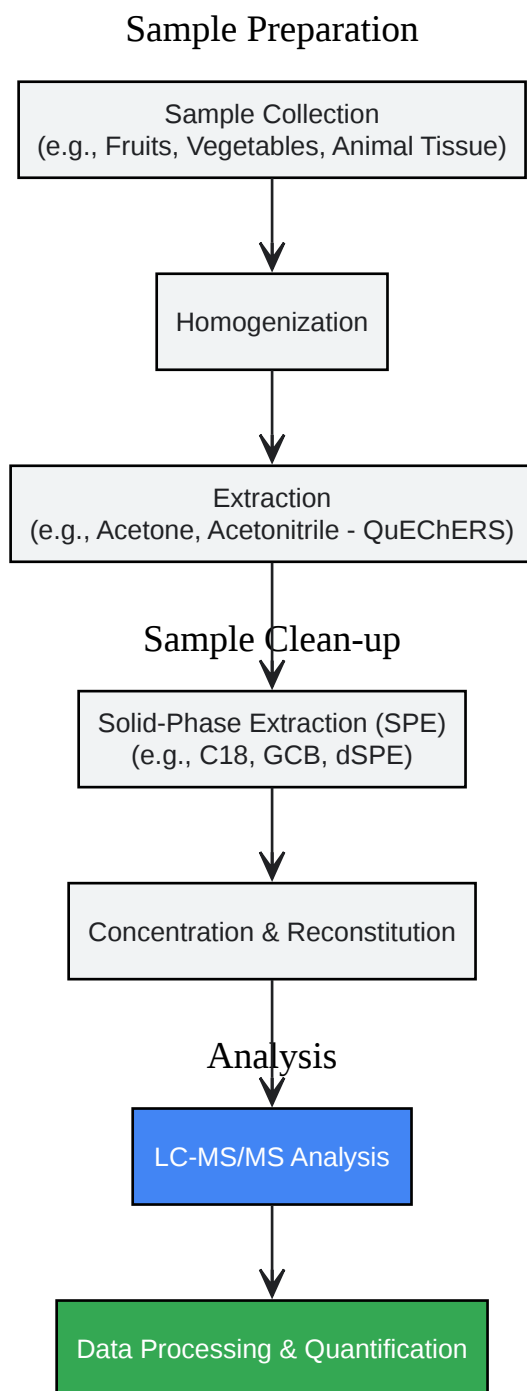 Sample Preparation
Sample Collection
(e.g., Fruits, Vegetables, Animal Tissue)
Homogenization
Extraction
(e.g., Acetone, Acetonitrile - QuEChERS)
Sample Clean-up
Solid-Phase Extraction (SPE)
(e.g., C18, GCB, dSPE)
Concentration & Reconstitution
Analysis
LC-MS/MS Analysis
Data Processing & Quantification